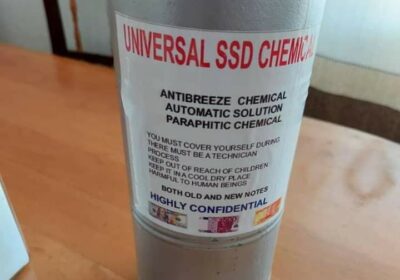 UNIVERSAL SSD CHEMICAL
ANTIBREEZE CHEMICAL
AUTOMATIC SOLUTION
PARAPHITIC CHEMICAL
YOU MUST COVER YOURSELF DURING
THERE MUST BE A TECHNICIAN
PROCESS
KEEP OUT OF REACH OF CHILDREN
KEEP IT IN A COOL DRY PLACE
HARMFUL TO HUMAN BEINGS
BOTH OLD AND NEW NOTES
HIGHLY CONFIDENTIAL